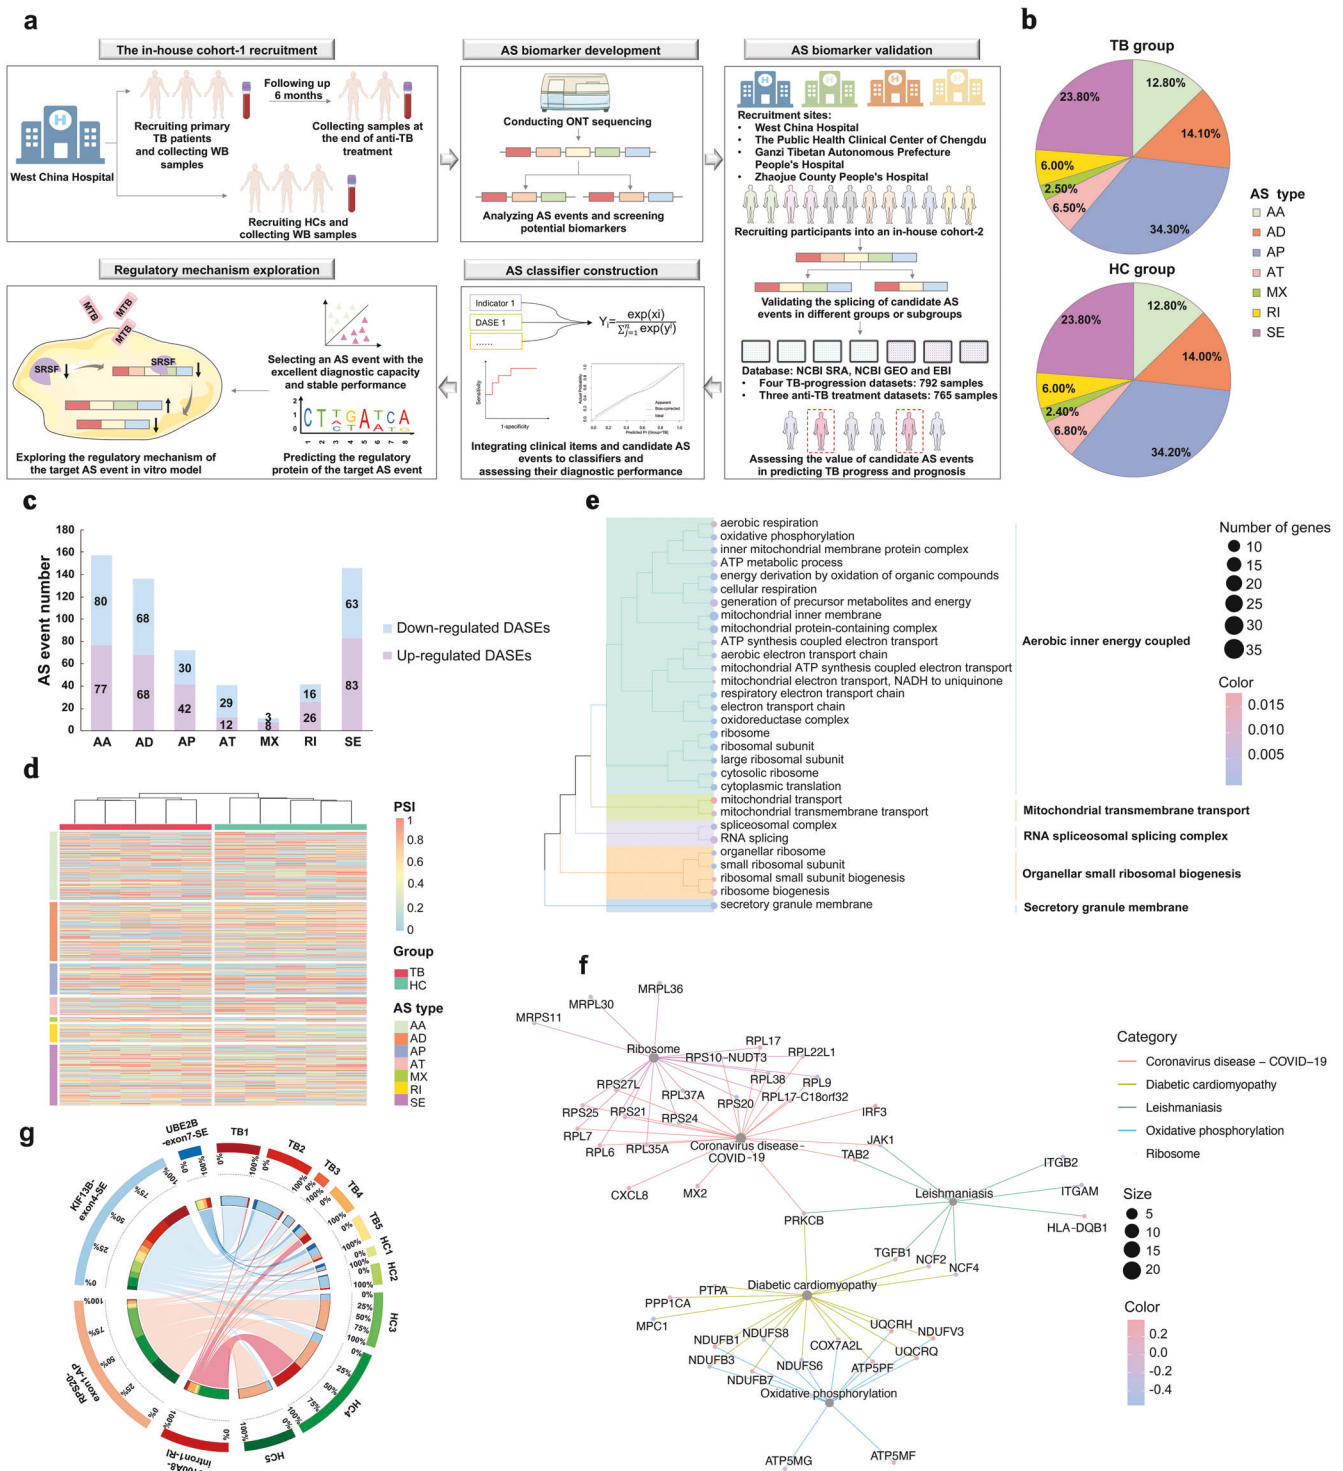 a
The in-house cohort-1 recruitment
H
West China Hospital
Recruiting primary
TB patients
and collecting WB
samples
Following up
6 months
Collecting samples at
the end of anti-TB
treatment
Recruiting HCs and
collecting WB samples
AS biomarker development
Conducting ONT sequencing
Analyzing AS events and screening
potential biomarkers
AS biomarker validation
H
H
H
H
Recruitment sites:
• West China Hospital
• The Public Health Clinical Center of Chengdu
• Ganzi Tibetan Autonomous Prefecture
People's Hospital
• Zhaojue County People's Hospital
Recruiting participants into an in-house cohort-2
Validating the splicing of candidate AS
events in different groups or subgroups
Database: NCBI SRA, NCBI GEO and EBI
• Four TB-progression datasets: 792 samples
• Three anti-TB treatment datasets: 765 samples
Assessing the value of candidate AS events
in predicting TB progress and prognosis
Regulatory mechanism exploration
MTB
MTB
MTB
SRSF
SRSF
Exploring the regulatory mechanism of
the target AS event in vitro model
Selecting an AS event with the
excellent diagnostic capacity
and stable performance
2
1
0
1 2 3 4 5 6 7 8
Predicting the regulatory
protein of the target AS event
AS classifier construction
Indicator 1
DASE 1
......
Sensitivity
1-specificity
Apparent
Bias-corrected
Ideal
Integrating clinical items and candidate AS
events to classifiers and
assessing their diagnostic performance
b
TB group
12.80%
14.10%
34.30%
6.50%
2.50%
6.00%
23.80%
HC group
12.80%
14.00%
34.20%
6.80%
2.40%
6.00%
23.80%
AS type
AA
AD
AP
AT
MX
RI
SE
c
AS event number
180
160
140
120
100
80
60
40
20
0
80
77
68
68
30
42
29
12
3
8
16
26
63
83
AA AD AP AT MX RI SE
Down-regulated DASEs
Up-regulated DASEs
d
PSI
1
0.8
0.6
0.4
0.2
0
Group
TB
HC
AS type
AA
AD
AP
AT
MX
RI
SE
e
aerobic respiration
oxidative phosphorylation
inner mitochondrial membrane protein complex
ATP metabolic process
energy derivation by oxidation of organic compounds
cellular respiration
generation of precursor metabolites and energy
mitochondrial inner membrane
mitochondrial protein-containing complex
ATP synthesis coupled electron transport
aerobic electron transport chain
mitochondrial ATP synthesis coupled electron transport
mitochondrial electron transport, NADH to uniquinone
respiratory electron transport chain
electron transport chain
oxidoreductase complex
ribosome
ribosomal subunit
large ribosomal subunit
cytosolic ribosome
cytoplasmic translation
mitochondrial transport
mitochondrial transmembrane transport
spliceosomal complex
RNA splicing
organellar ribosome
small ribosomal subunit
ribosomal small subunit biogenesis
ribosome biogenesis
secretory granule membrane
Aerobic inner energy coupled
Mitochondrial transmembrane transport
RNA spliceosomal splicing complex
Organellar small ribosomal biogenesis
Secretory granule membrane
Number of genes
10
15
20
25
30
35
Color
0.015
0.010
0.005
f
MRPL36
MRPL30
MRPS11
Ribosome
RPS10-NUDT3
RPL17
RPL22L1
RPL38
RPL9
RPS27L
RPL37A
RPS20
RPL17-C18orf32
RPS25
RPS21
RPS24
IRF3
RPL7
RPL6
RPL35A
Coronavirus disease-
COVID-19
JAK1
TAB2
CXCL8
MX2
ITGB2
ITGAM
Leishmaniasis
HLA-DQB1
PRKCB
TGFB1
NCF2
NCF4
Diabetic cardiomyopathy
PTPA
PPP1CA
MPC1
UQCRH
NDUFV3
NDUFB1
NDUFS8
COX7A2L
UQCRQ
NDUFB3
NDUFS6
ATP5PF
NDUFB7
Oxidative phosphorylation
ATP5MG
ATP5MF
Category
Coronavirus disease – COVID-19
Diabetic cardiomyopathy
Leishmaniasis
Oxidative phosphorylation
Ribosome
Size
5
10
15
20
Color
0.2
0.0
-0.2
-0.4
g
UBE2B
-exon7-SE
TB1
TB2
TB3
TB4
TB5
HC1
HC2
HC3
HC4
HC5
intron1-RI
RPS20-
exon1-AP
KIF13B-
exon4-SE